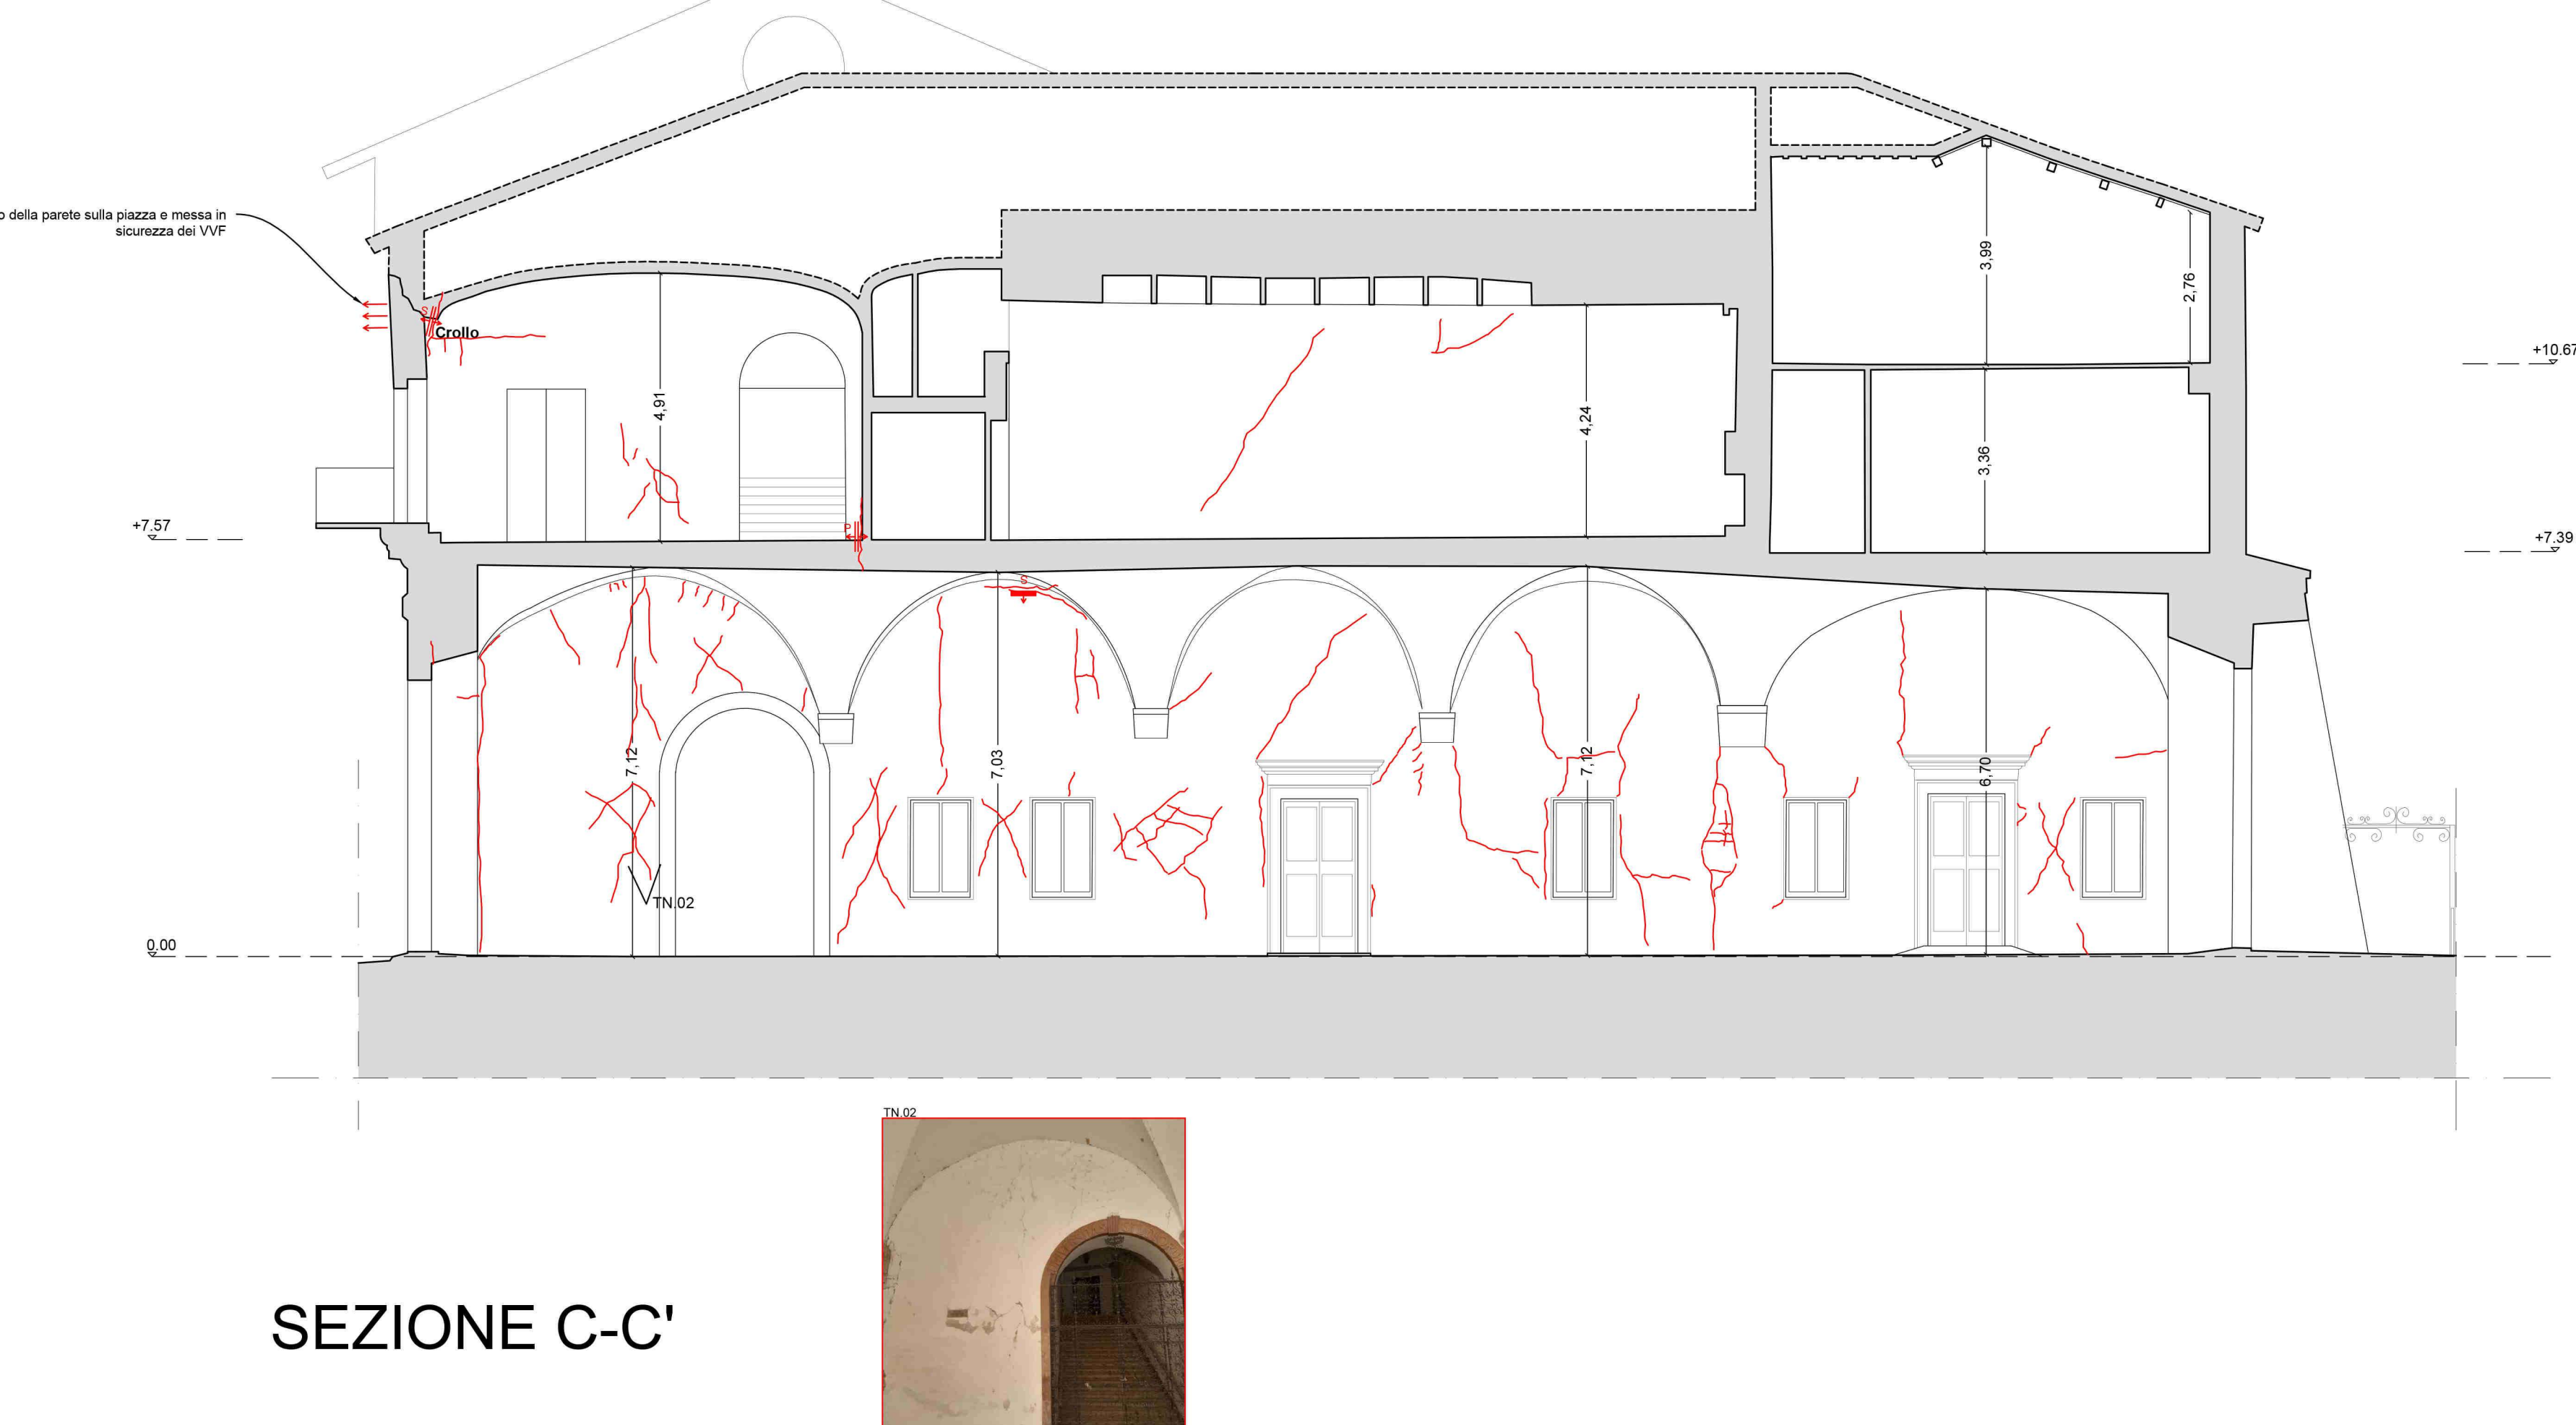 della parete sulla piazza e messa in
sicurezza dei VVF
S
Crollo
4,91
4,24
3,99
2,76
+10.67
3,36
+7.57
P
+7.39
S
7,12
7,03
7,12
6,70
TN.02
0.00
TN.02
SEZIONE C-C'